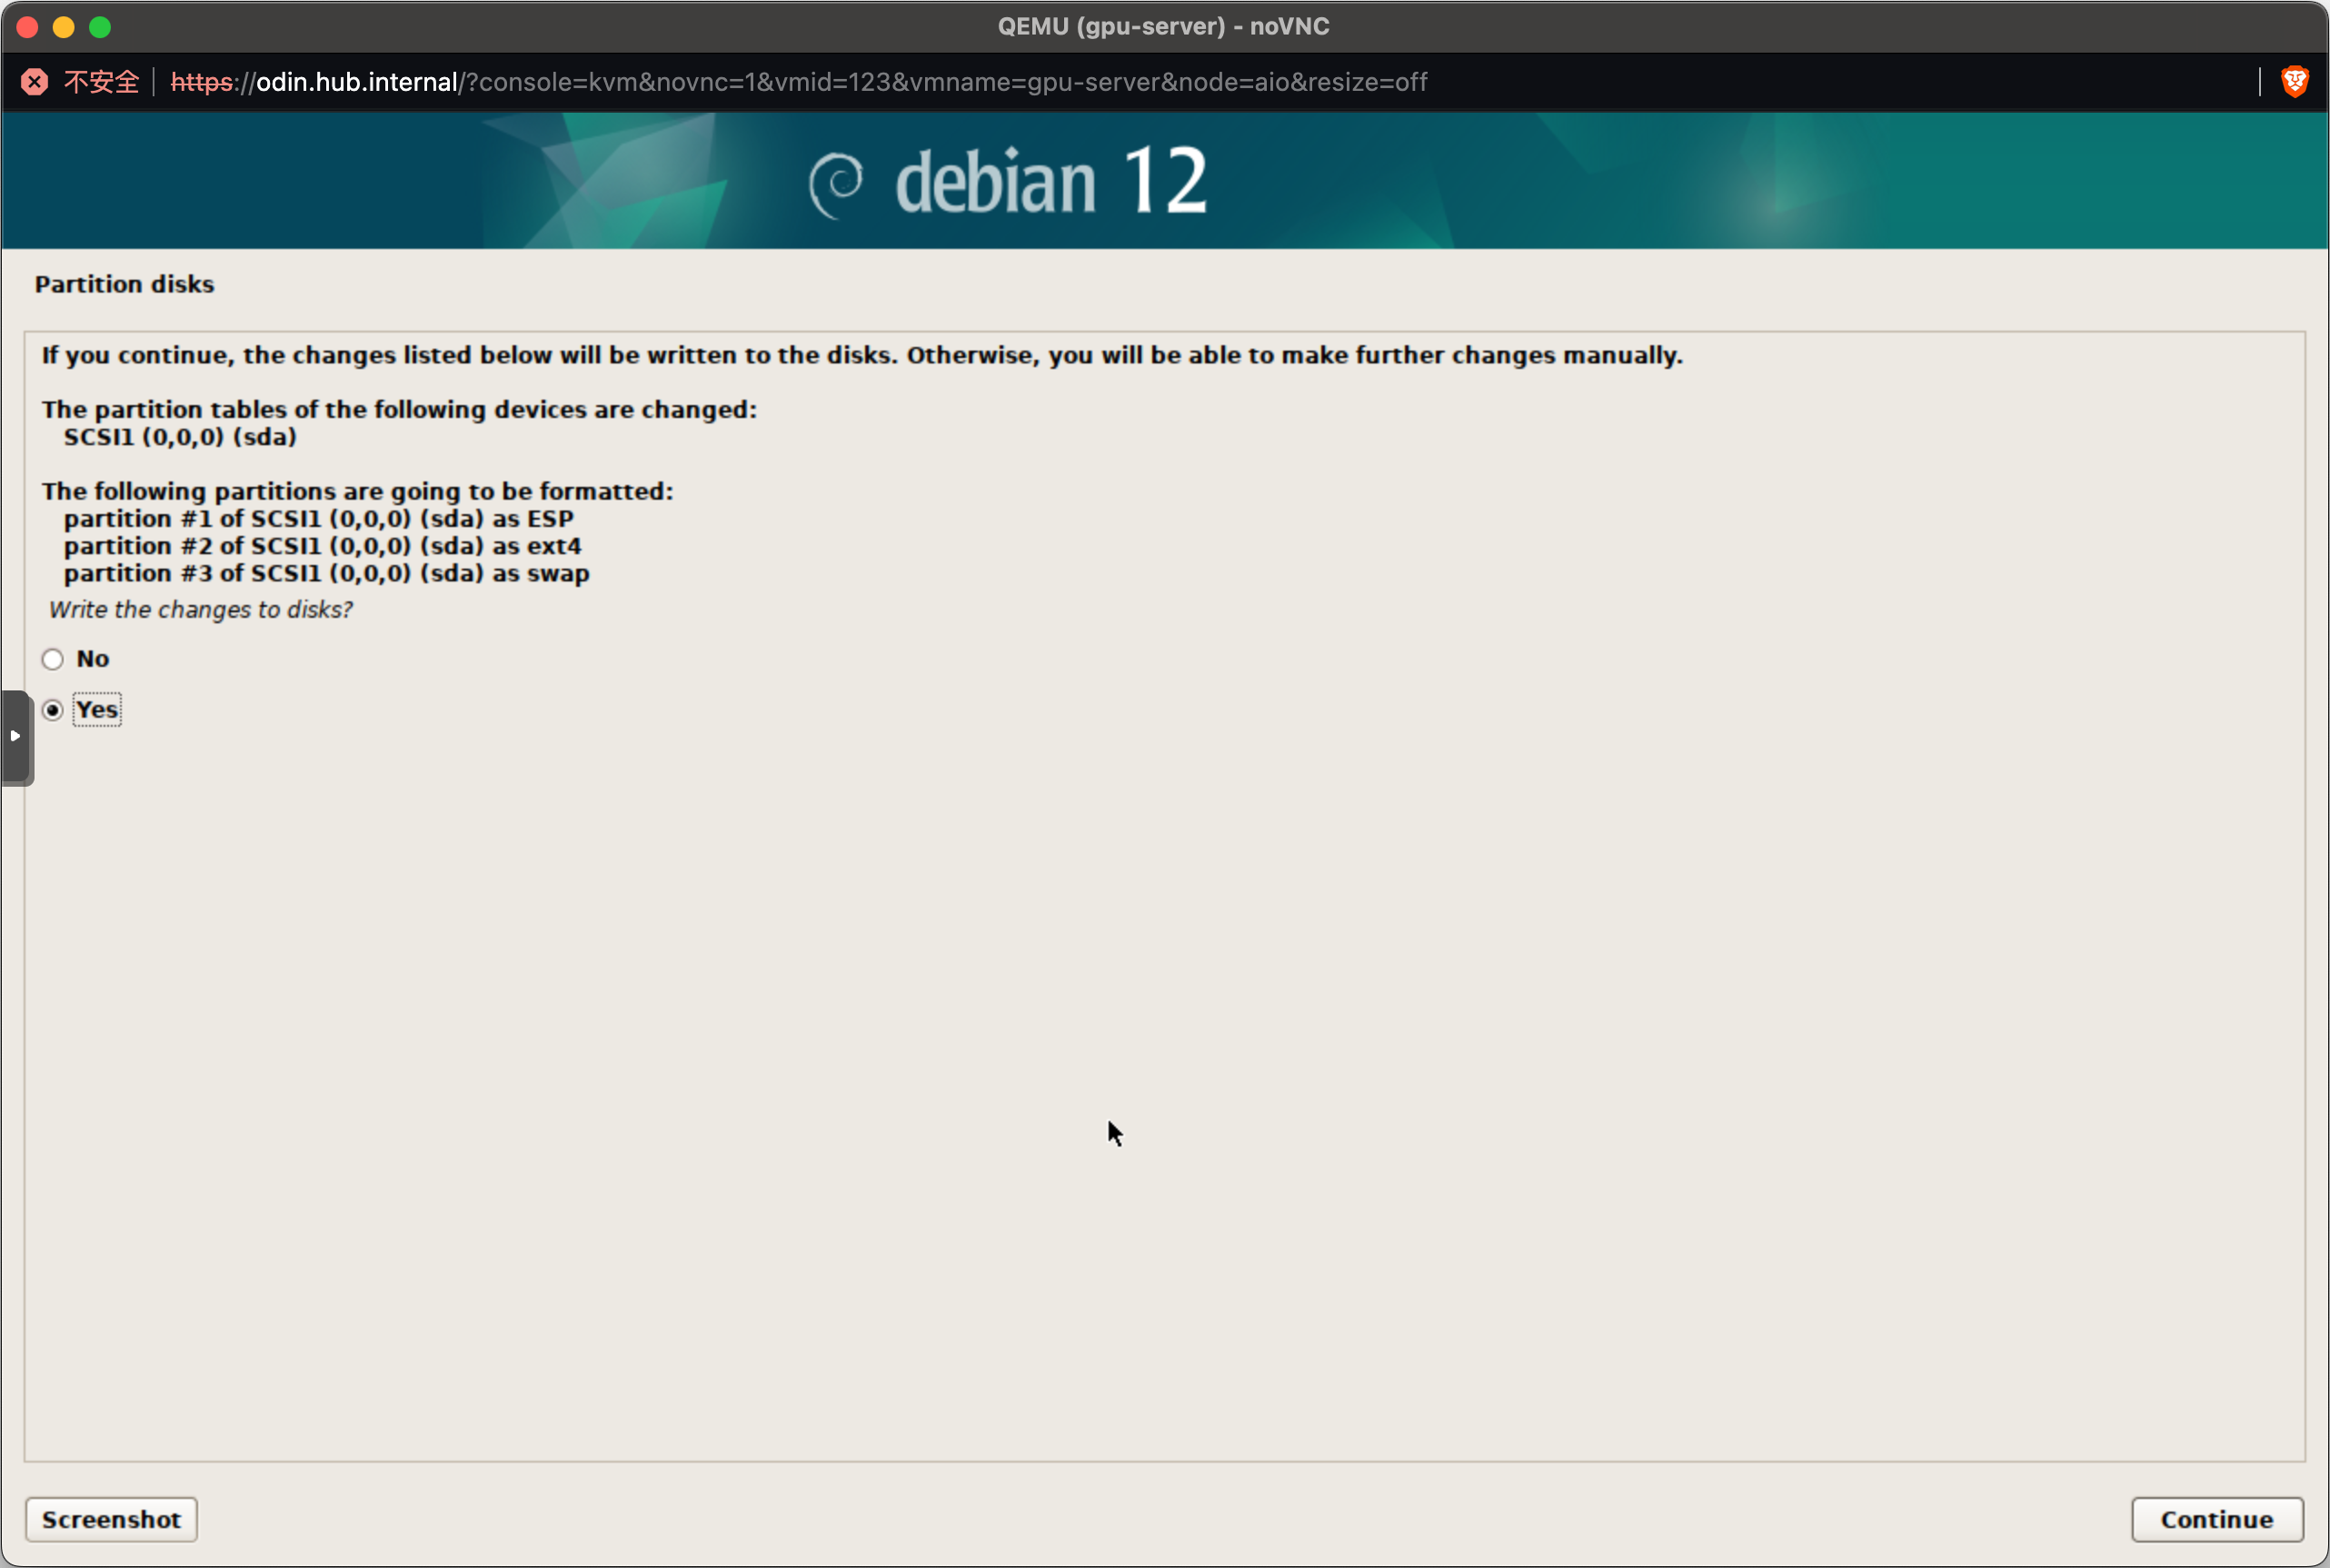 QEMU (gpu-server) - noVNC
不安全 https://odin.hub.internal/?console=kvm&novnc=1&vmid=123&vmname=gpu-server&node=aio&resize=off
debian 12
Partition disks
If you continue, the changes listed below will be written to the disks. Otherwise, you will be able to make further changes manually.
The partition tables of the following devices are changed:
SCSI1 (0,0,0) (sda)
The following partitions are going to be formatted:
partition #1 of SCSI1 (0,0,0) (sda) as ESP
partition #2 of SCSI1 (0,0,0) (sda) as ext4
partition #3 of SCSI1 (0,0,0) (sda) as swap
Write the changes to disks?
No
Yes
Screenshot
Continue